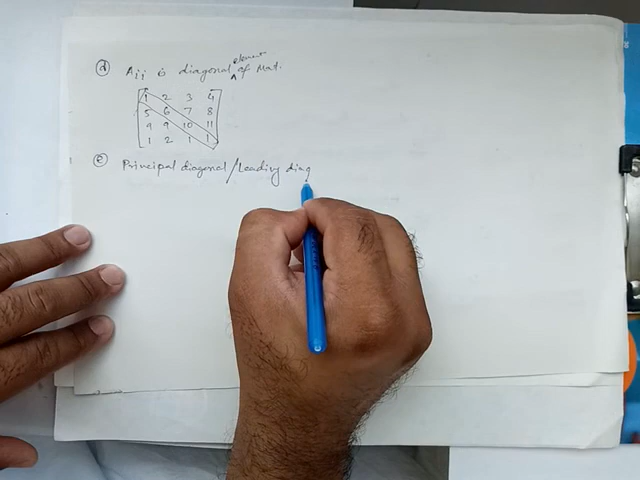 (d) Aii is diagonal element of Mat.
1 2 3 4
5 6 7 8
9 9 10 11
1 2 1 1
(e) Principal diagonal/Leading diag